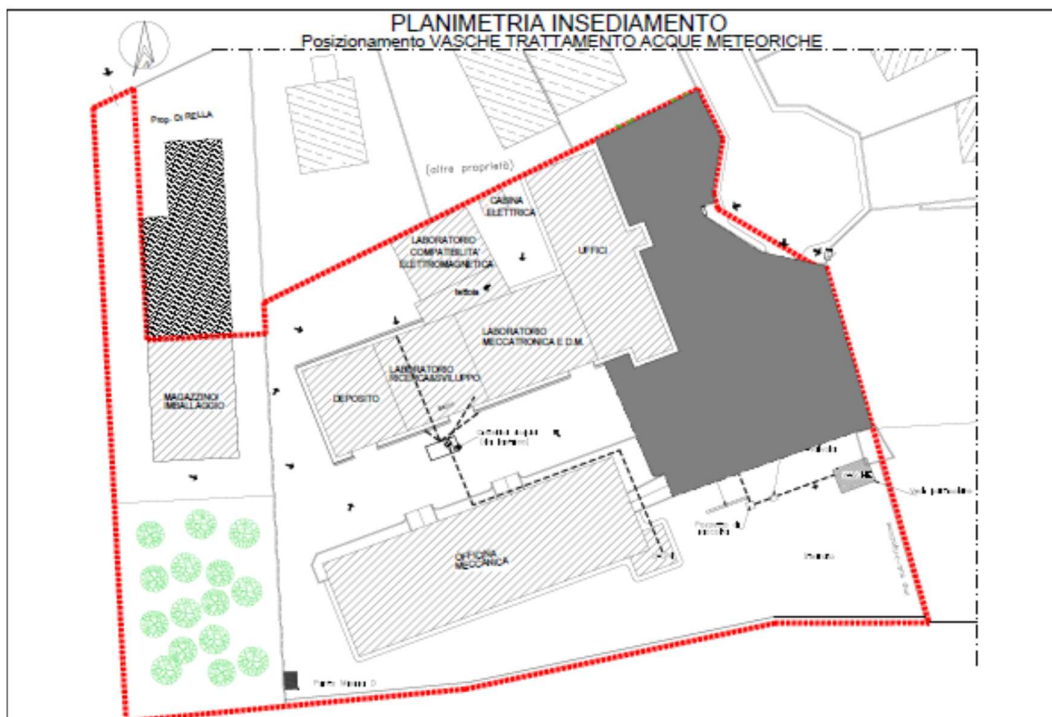 PLANIMETRIA INSEDIAMENTO
Posizionamento VASCHE TRATTAMENTO ACQUE METEORICHE
Prop. Di RELLA
(altre proprietà)
CABINA
ELETTRICA
LABORATORIO
COMPATIBILITA'
ELETTROMAGNETICA
UFFICI
tettoia
LABORATORIO
MECCATRONICA E D.M.
LABORATORIO
RICERCA&SVILUPPO
DEPOSITO
MAGAZZINO/
IMBALLAGGIO
OFFICINA
MECCANICA